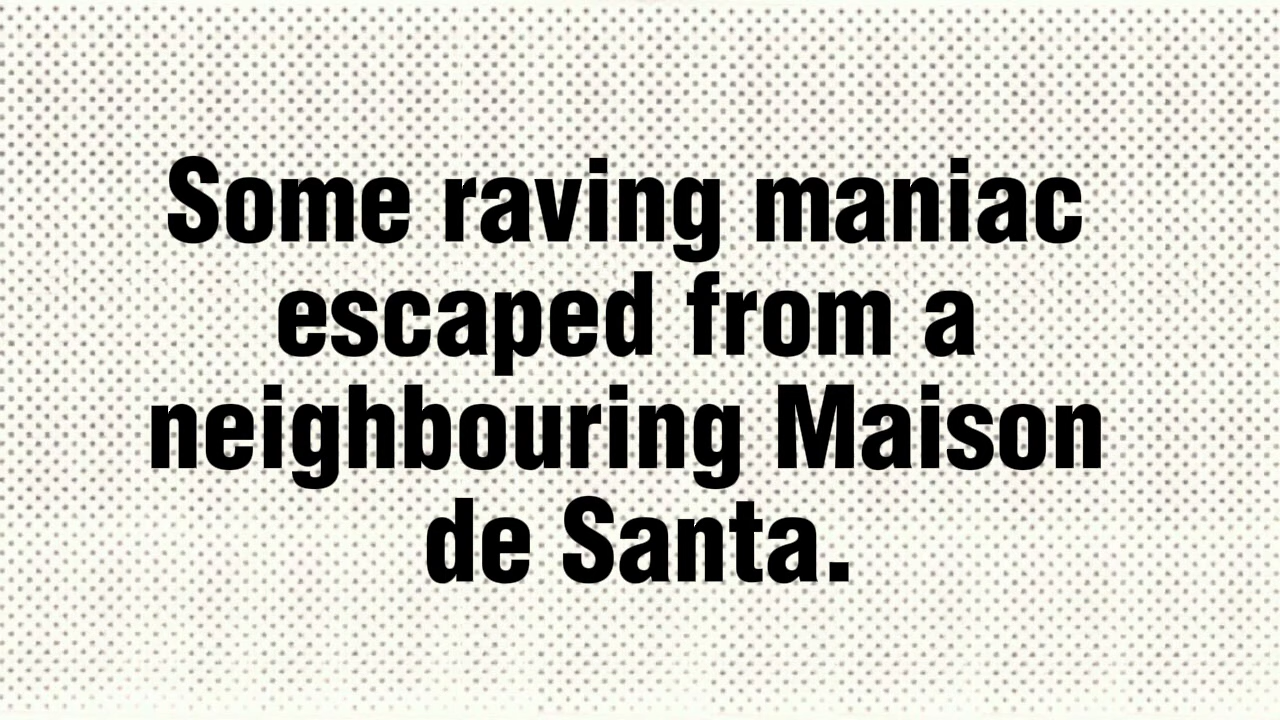 Some raving maniac
escaped from a
neighbouring Maison
de Santa.